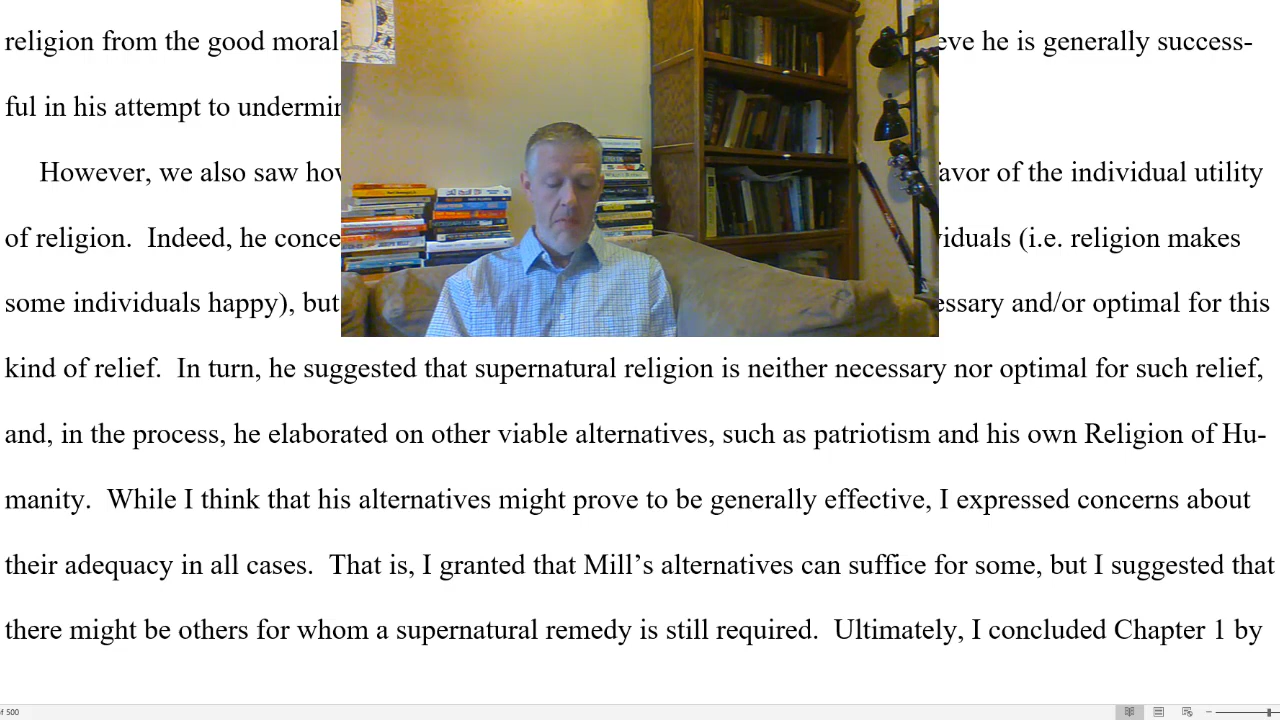 religion from the good moral eve he is generally success-
ful in his attempt to undermin
However, we also saw how avor of the individual utility
of religion. Indeed, he conce viduals (i.e. religion makes
some individuals happy), but essary and/or optimal for this
kind of relief. In turn, he suggested that supernatural religion is neither necessary nor optimal for such relief,
and, in the process, he elaborated on other viable alternatives, such as patriotism and his own Religion of Hu-
manity. While I think that his alternatives might prove to be generally effective, I expressed concerns about
their adequacy in all cases. That is, I granted that Mill’s alternatives can suffice for some, but I suggested that
there might be others for whom a supernatural remedy is still required. Ultimately, I concluded Chapter 1 by
of 500